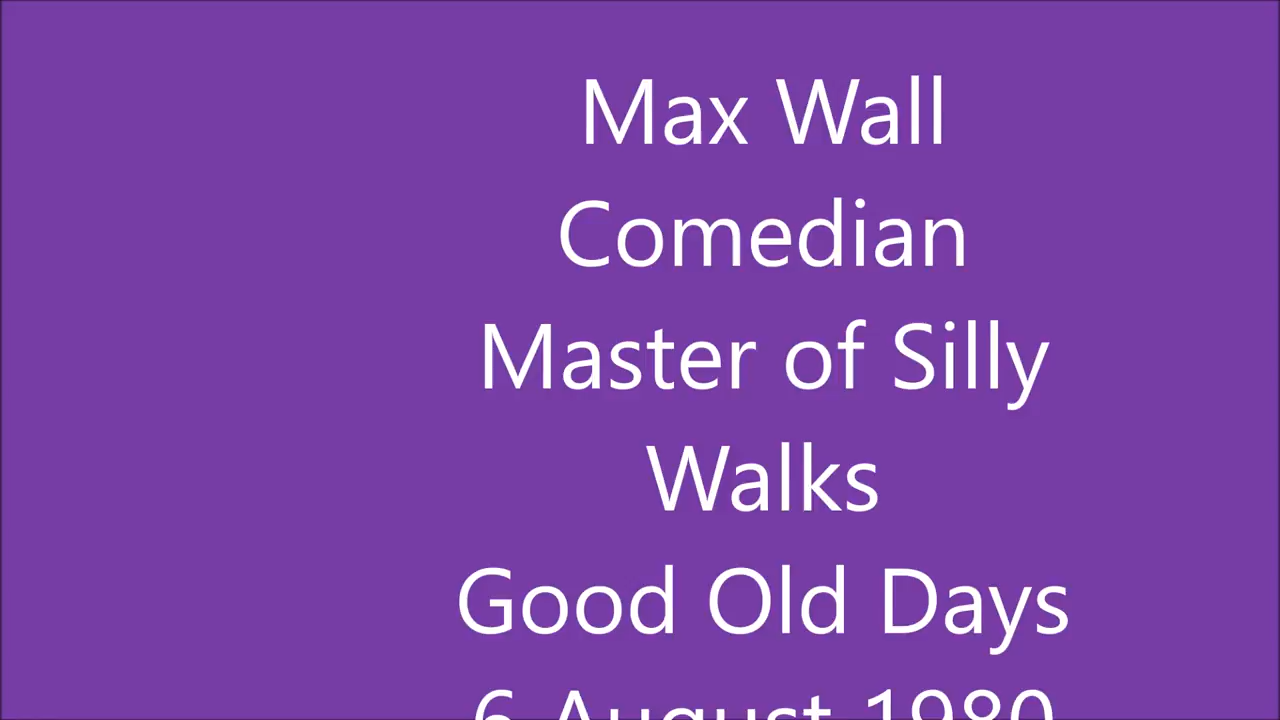 Max Wall
Comedian
Master of Silly
Walks
Good Old Days
6 August 1980